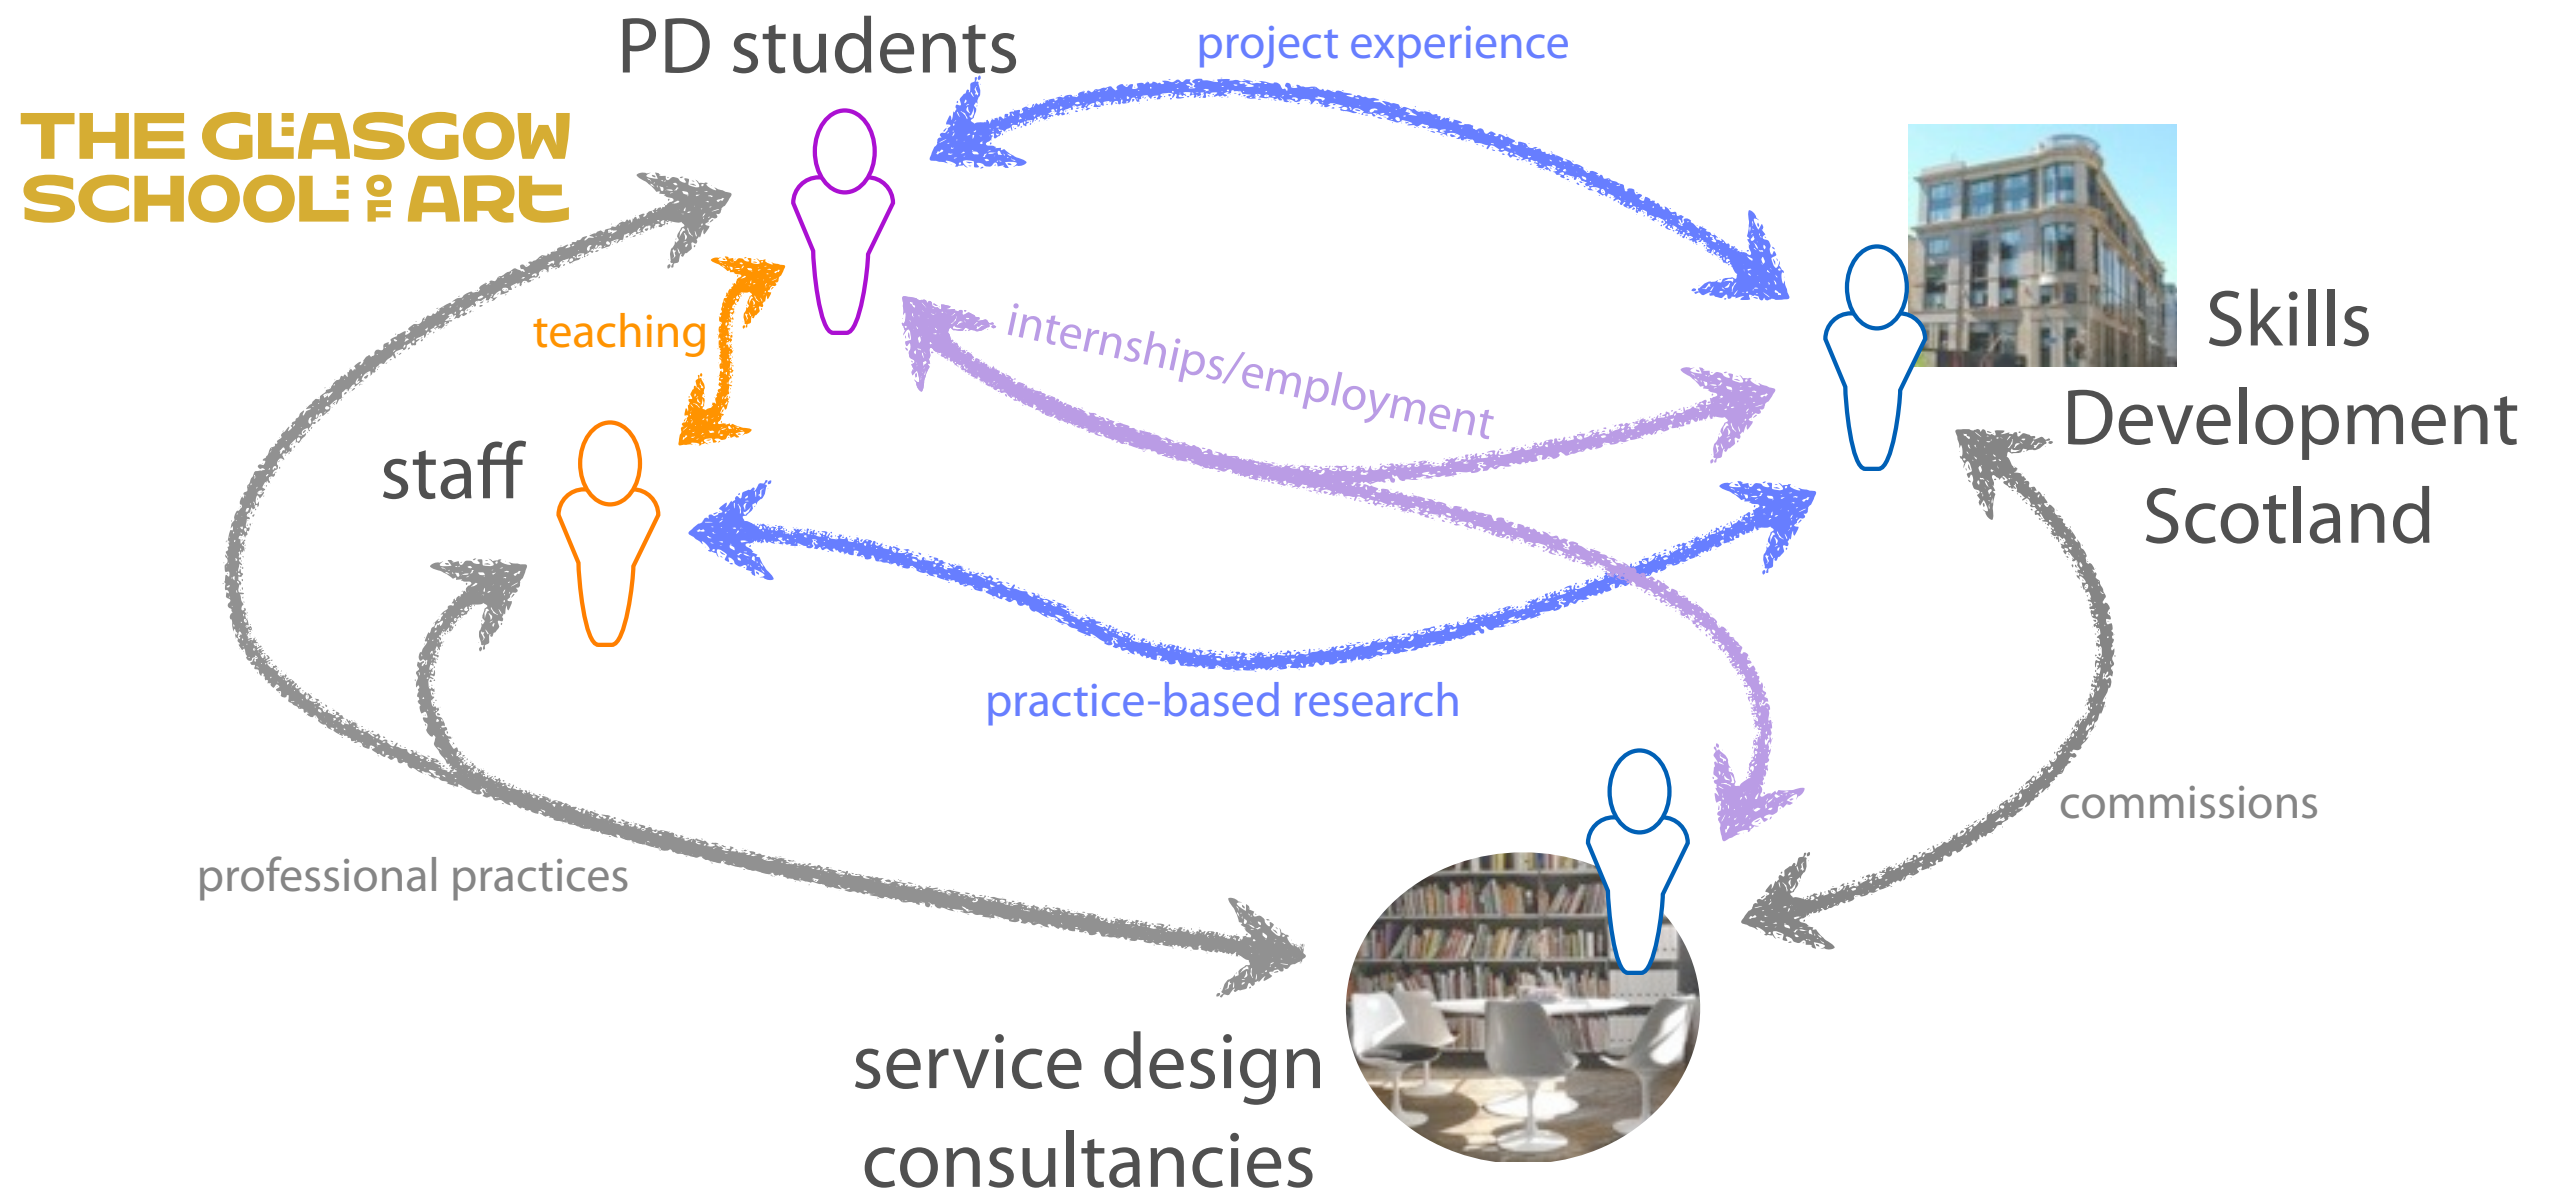 PD students
project experience
THE GLASGOW
SCHOOL OF ART
teaching
internships/employment
Skills
Development
Scotland
staff
practice-based research
commissions
professional practices
service design
consultancies